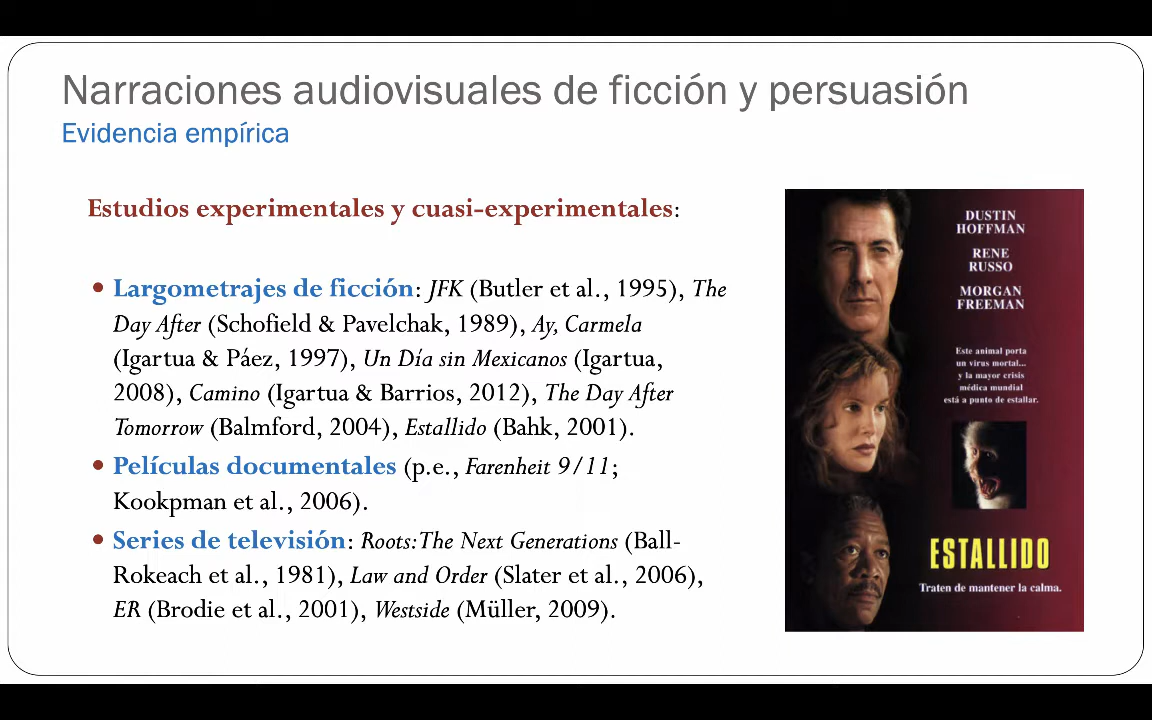 Narraciones audiovisuales de ficción y persuasión
Evidencia empírica
Estudios experimentales y cuasi-experimentales:
• Largometrajes de ficción: JFK (Butler et al., 1995), The
Day After (Schofield & Pavelchak, 1989), Ay, Carmela
(Igartua & Páez, 1997), Un Día sin Mexicanos (Igartua,
2008), Camino (Igartua & Barrios, 2012), The Day After
Tomorrow (Balmford, 2004), Estallido (Bahk, 2001).
• Películas documentales (p.e., Farenheit 9/11;
Kookpman et al., 2006).
• Series de televisión: Roots: The Next Generations (Ball-
Rokeach et al., 1981), Law and Order (Slater et al., 2006),
ER (Brodie et al., 2001), Westside (Müller, 2009).
DUSTIN
HOFFMAN
RENE
RUSSO
MORGAN
FREEMAN
Este animal porta
un virus mortal...
y la mayor crisis
médica mundial
está a punto de estallar.
ESTALLIDO
Traten de mantener la calma.